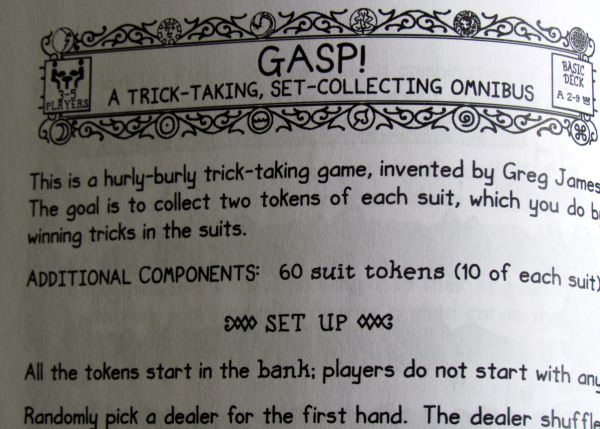 GASP!
A TRICK-TAKING, SET-COLLECTING OMNIBUS
3-5
PLAYERS
BASIC
DECK
A 2-9
This is a hurly-burly trick-taking game, invented by Greg James
The goal is to collect two tokens of each suit, which you do b
winning tricks in the suits.
ADDITIONAL COMPONENTS: 60 suit tokens (10 of each suit)
SET UP
All the tokens start in the bank; players do not start with any
Randomly pick a dealer for the first hand. The dealer shuffle